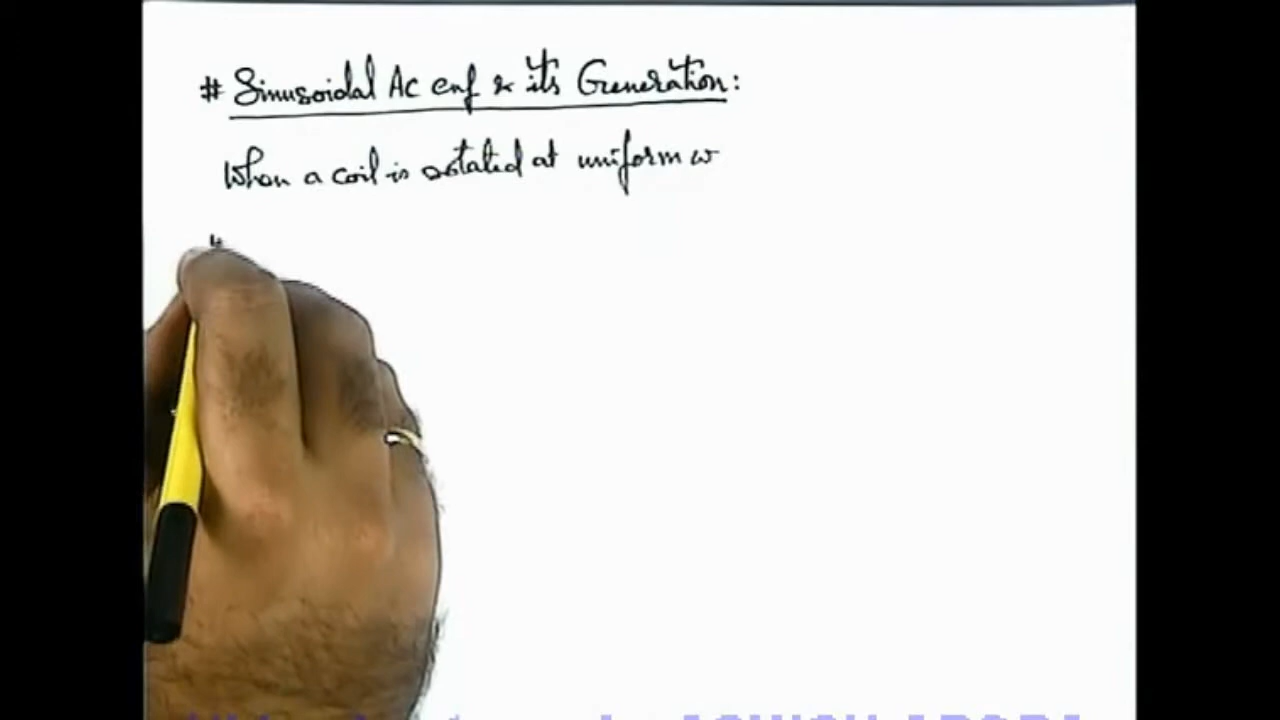 # Sinusoidal AC emf & its Generation:
When a coil is rotated at uniform ω